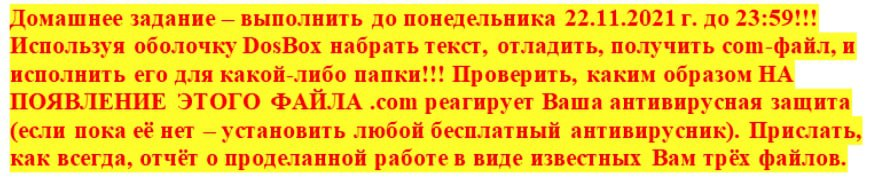 Домашнее задание – выполнить до понедельника 22.11.2021 г. до 23:59!!!
Используя оболочку DosBox набрать текст, отладить, получить com-файл, и
исполнить его для какой-либо папки!!! Проверить, каким образом НА
ПОЯВЛЕНИЕ ЭТОГО ФАЙЛА .com реагирует Ваша антивирусная защита
(если пока её нет – установить любой бесплатный антивирусник). Прислать,
как всегда, отчёт о проделанной работе в виде известных Вам трёх файлов.